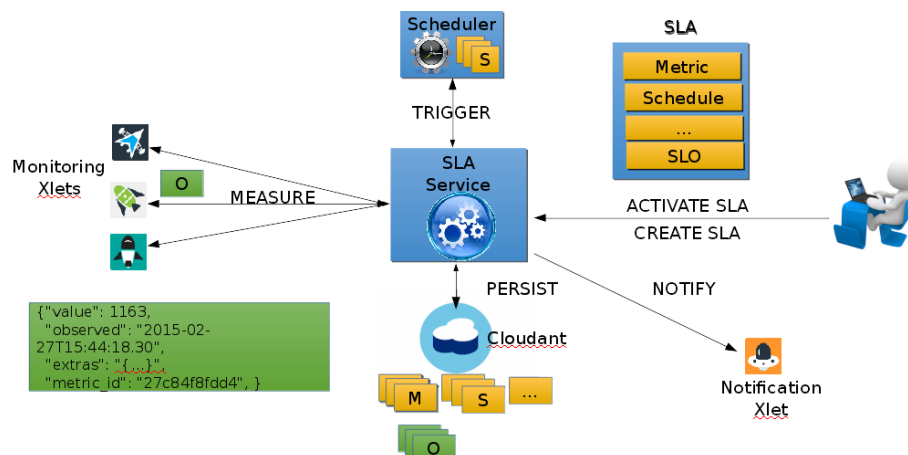 Scheduler
S
TRIGGER
SLA
Metric
Schedule
...
SLO
Monitoring
Xlets
O
MEASURE
SLA
Service
ACTIVATE SLA
CREATE SLA
PERSIST
NOTIFY
Cloudant
{"value": 1163,
"observed": "2015-02-
27T15:44:18.30",
"extras": "{...}",
"metric_id": "27c84f8fdd4", }
M
S
...
O
Notification
Xlet